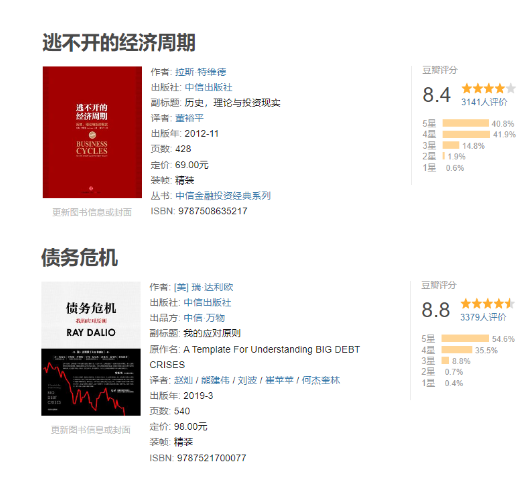 逃不开的经济周期
逃不开的
经济周期
BUSINESS
CYCLES
更新图书信息或封面
作者: 拉斯·特维德
出版社: 中信出版社
副标题: 历史，理论与投资现实
译者: 董裕平
出版年: 2012-11
页数: 428
定价: 69.00元
装帧: 精装
丛书: 中信金融投资经典系列
ISBN: 9787508635217
豆瓣评分
8.4
3141人评价
5星 40.8%
4星 41.9%
3星 14.8%
2星 1.9%
1星 0.6%
债务危机
债务危机
我的应对原则
RAY DALIO
更新图书信息或封面
作者: [美] 瑞·达利欧
出版社: 中信出版社
出品方: 中信·万物
副标题: 我的应对原则
原作名: A Template For Understanding BIG DEBT
CRISES
译者: 赵灿 / 熊建伟 / 刘波 / 崔苹苹 / 何杰奎林
出版年: 2019-3
页数: 540
定价: 98.00元
装帧: 精装
ISBN: 9787521700077
豆瓣评分
8.8
3379人评价
5星 54.6%
4星 35.5%
3星 8.8%
2星 0.7%
1星 0.4%